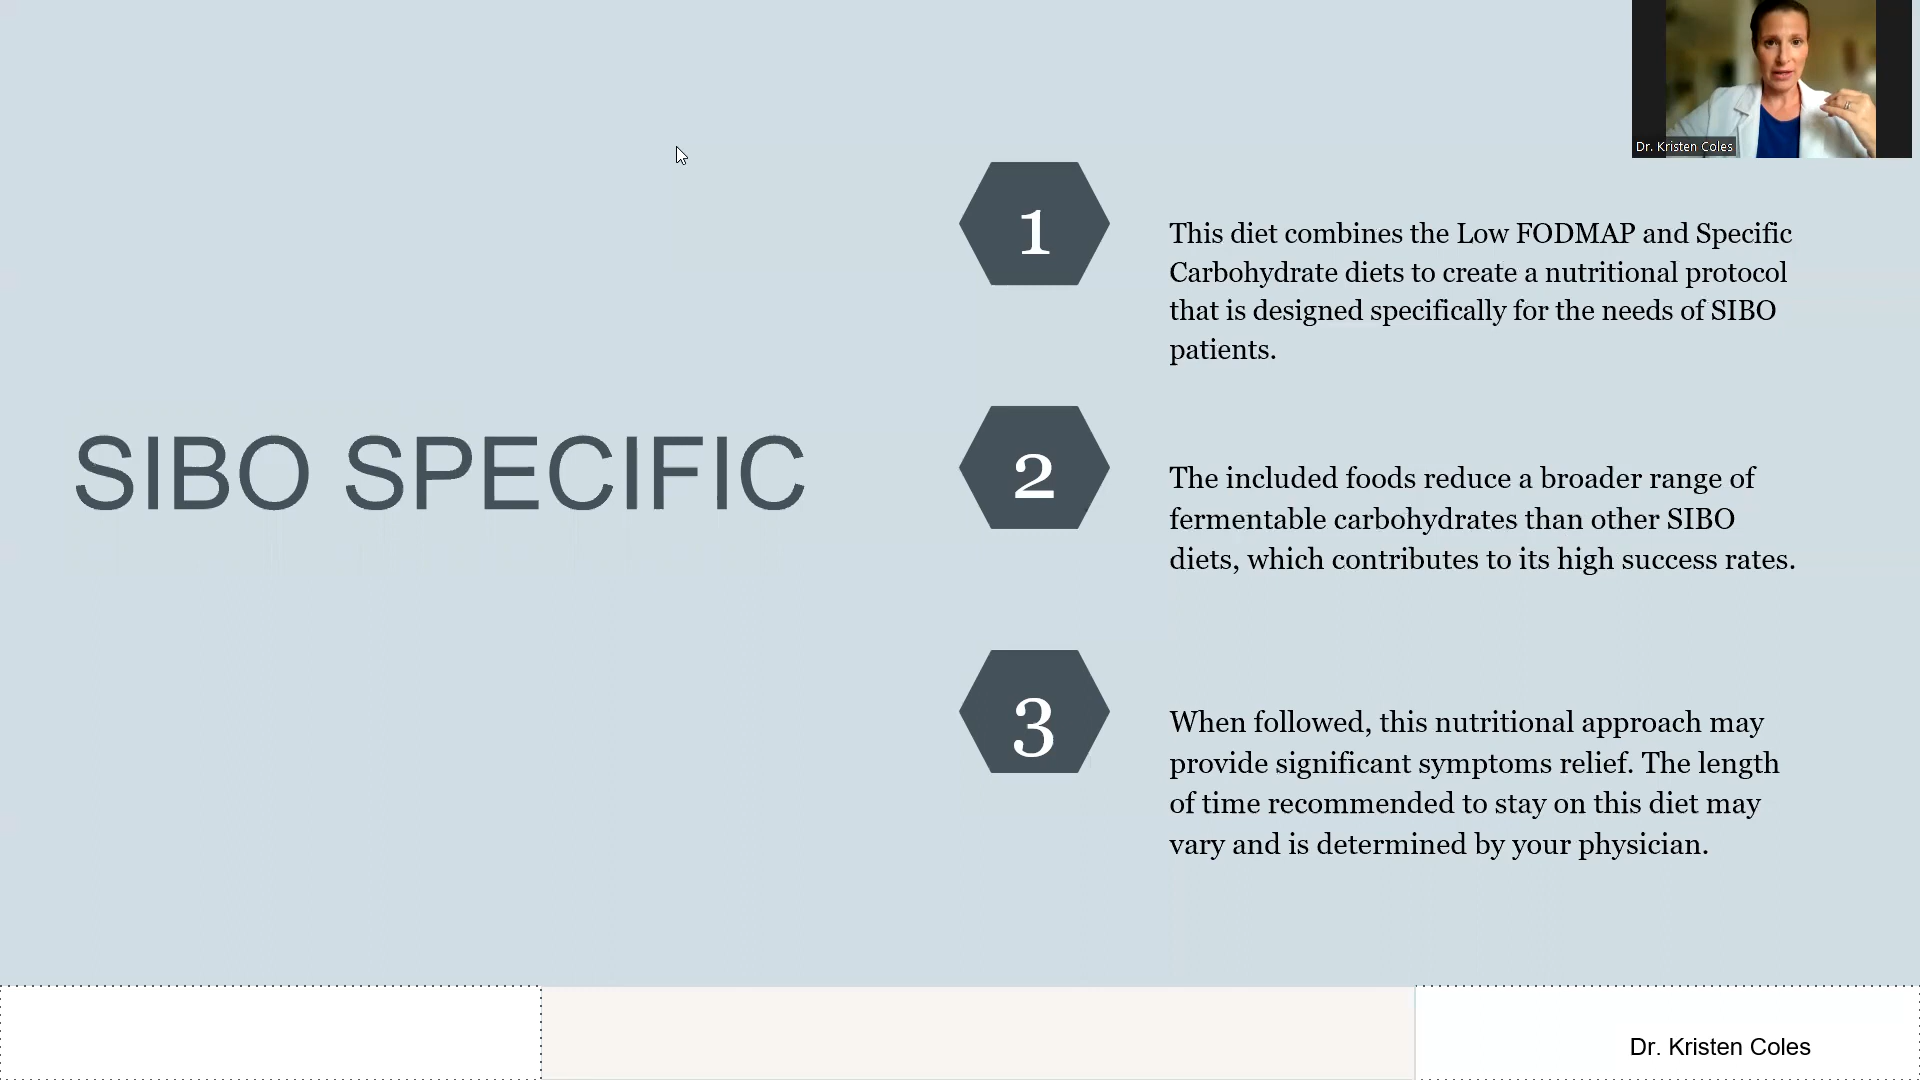 Dr. Kristen Coles
SIBO SPECIFIC
1
This diet combines the Low FODMAP and Specific
Carbohydrate diets to create a nutritional protocol
that is designed specifically for the needs of SIBO
patients.
2
The included foods reduce a broader range of
fermentable carbohydrates than other SIBO
diets, which contributes to its high success rates.
3
When followed, this nutritional approach may
provide significant symptoms relief. The length
of time recommended to stay on this diet may
vary and is determined by your physician.
Dr. Kristen Coles